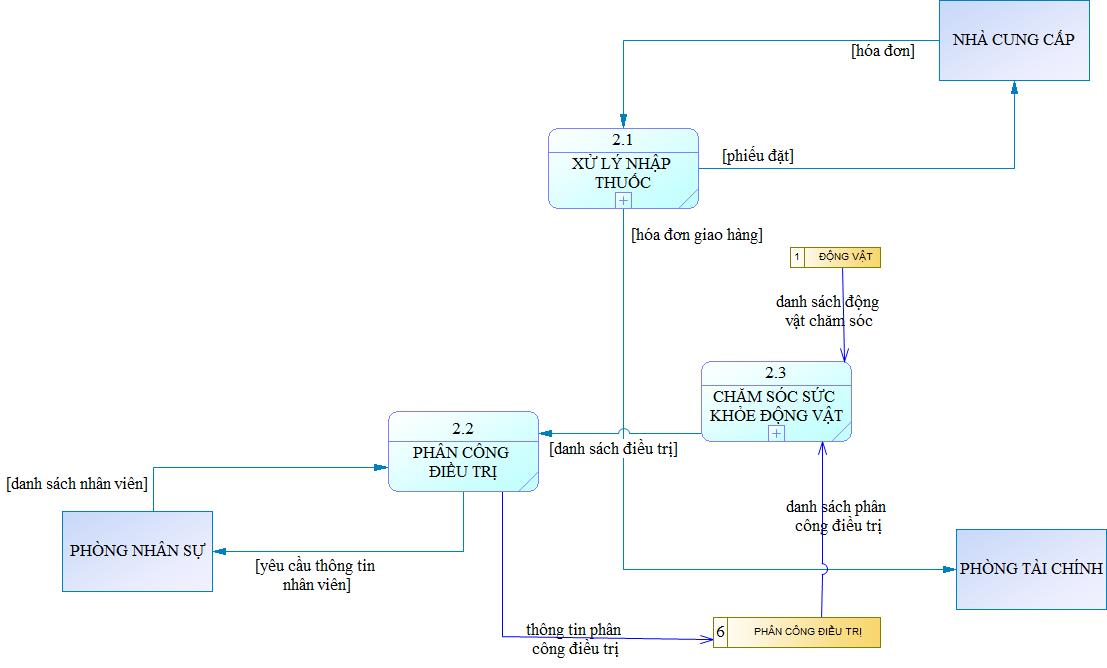 NHÀ CUNG CẤP
[hóa đơn]
2.1
XỬ LÝ NHẬP
THUỐC
+
[phiếu đặt]
[hóa đơn giao hàng]
1 ĐỘNG VẬT
danh sách động
vật chăm sóc
2.3
CHĂM SÓC SỨC
KHỎE ĐỘNG VẬT
+
2.2
PHÂN CÔNG
ĐIỀU TRỊ
[danh sách điều trị]
[danh sách nhân viên]
danh sách phân
công điều trị
PHÒNG NHÂN SỰ
[yêu cầu thông tin
nhân viên]
PHÒNG TÀI CHÍNH
thông tin phân
công điều trị
6 PHÂN CÔNG ĐIỀU TRỊ